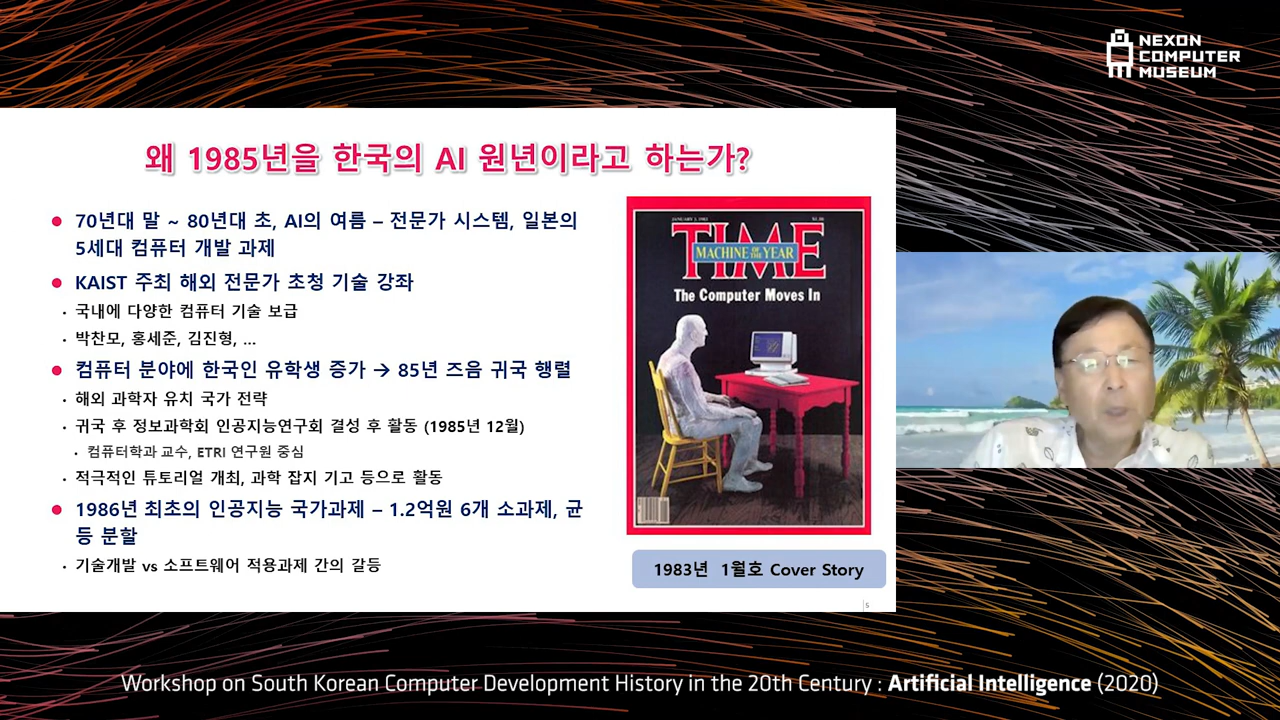 NEXON
COMPUTER
MUSEUM
왜 1985년을 한국의 AI 원년이라고 하는가?
● 70년대 말 ~ 80년대 초, AI의 여름 – 전문가 시스템, 일본의
5세대 컴퓨터 개발 과제
● KAIST 주최 해외 전문가 초청 기술 강좌
• 국내에 다양한 컴퓨터 기술 보급
• 박찬모, 홍세준, 김진형, ...
● 컴퓨터 분야에 한국인 유학생 증가 → 85년 즈음 귀국 행렬
• 해외 과학자 유치 국가 전략
• 귀국 후 정보과학회 인공지능연구회 결성 후 활동 (1985년 12월)
• 컴퓨터학과 교수, ETRI 연구원 중심
• 적극적인 튜토리얼 개최, 과학 잡지 기고 등으로 활동
● 1986년 최초의 인공지능 국가과제 – 1.2억원 6개 소과제, 균
등 분할
• 기술개발 vs 소프트웨어 적용과제 간의 갈등
TIME
MACHINE OF THE YEAR
The Computer Moves In
1983년 1월호 Cover Story
5
Workshop on South Korean Computer Development History in the 20th Century : Artificial Intelligence (2020)